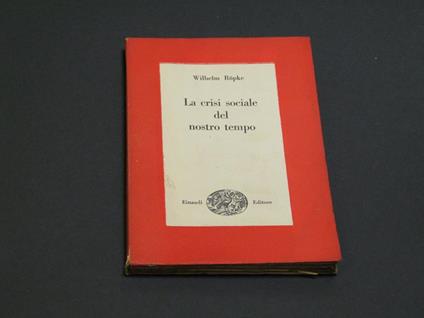 Wilhelm Röpke
La crisi sociale
del
nostro tempo
Einaudi Editore